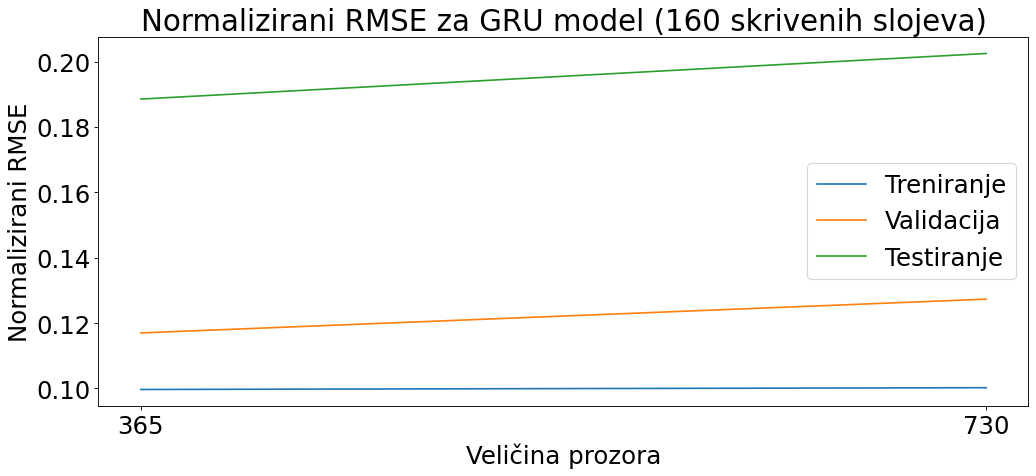 Normalizirani RMSE za GRU model (160 skrivenih slojeva)
Normalizirani RMSE
0.20
0.18
0.16
0.14
0.12
0.10
Treniranje
Validacija
Testiranje
365
730
Veličina prozora